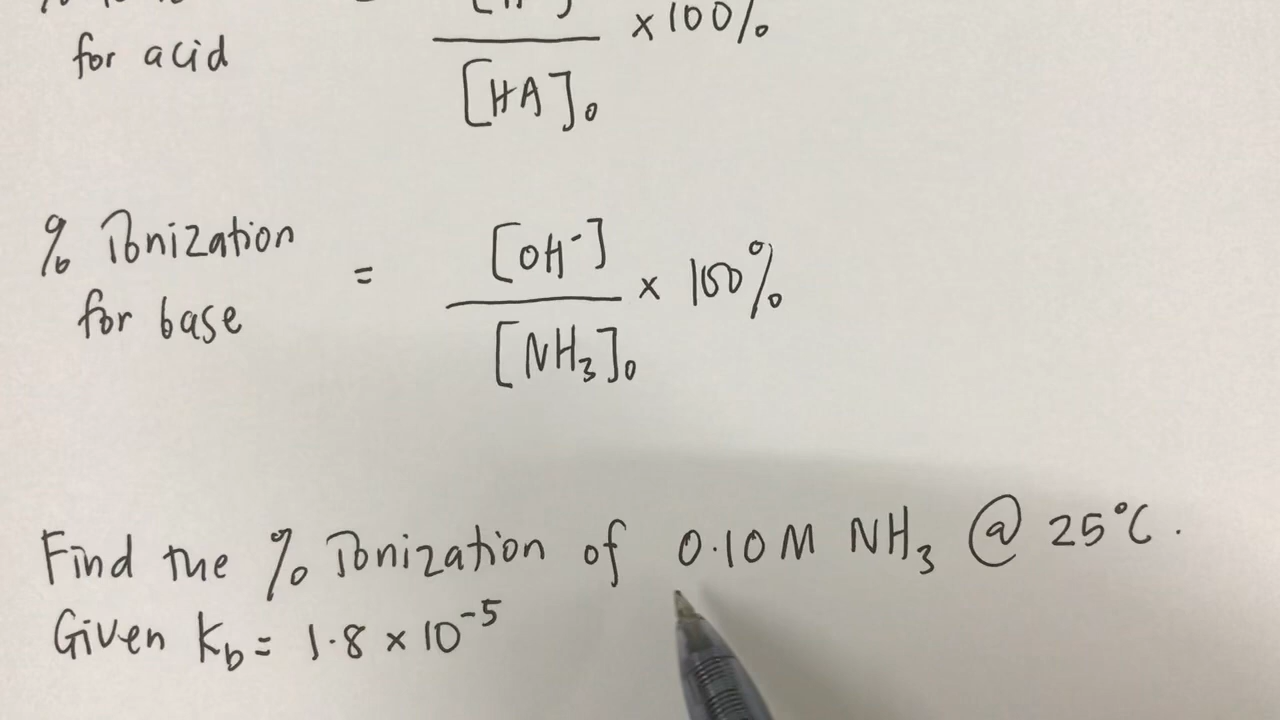 for acid
[HA]₀ × 100%
% Ionization for base = [OH⁻] / [NH₃]₀ × 100%
Find the % Ionization of 0.10 M NH₃ @ 25°C.
Given Kb = 1.8 × 10⁻⁵